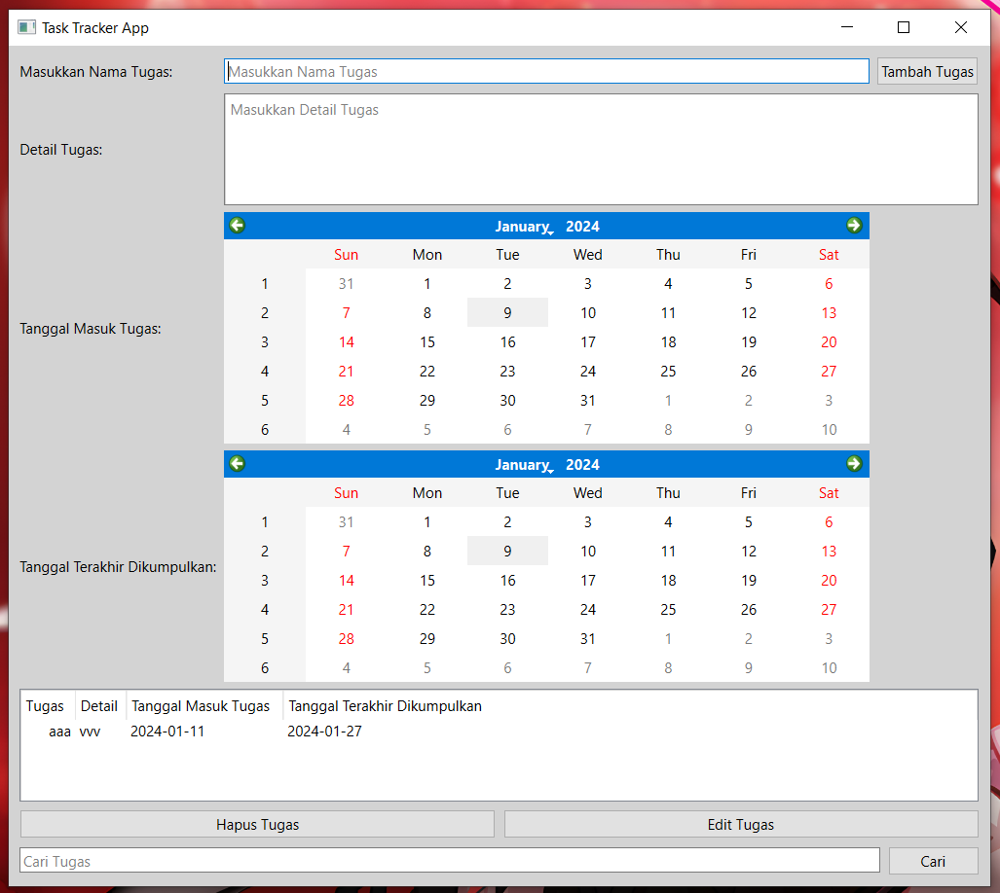 Task Tracker App
Masukkan Nama Tugas: Masukkan Nama Tugas Tambah Tugas
Detail Tugas: Masukkan Detail Tugas
Tanggal Masuk Tugas:
January 2024
Sun Mon Tue Wed Thu Fri Sat
1 31 1 2 3 4 5 6
2 7 8 9 10 11 12 13
3 14 15 16 17 18 19 20
4 21 22 23 24 25 26 27
5 28 29 30 31 1 2 3
6 4 5 6 7 8 9 10
Tanggal Terakhir Dikumpulkan:
January 2024
Sun Mon Tue Wed Thu Fri Sat
1 31 1 2 3 4 5 6
2 7 8 9 10 11 12 13
3 14 15 16 17 18 19 20
4 21 22 23 24 25 26 27
5 28 29 30 31 1 2 3
6 4 5 6 7 8 9 10
Tugas Detail Tanggal Masuk Tugas Tanggal Terakhir Dikumpulkan
aaa vvv 2024-01-11 2024-01-27
Hapus Tugas Edit Tugas
Cari Tugas Cari